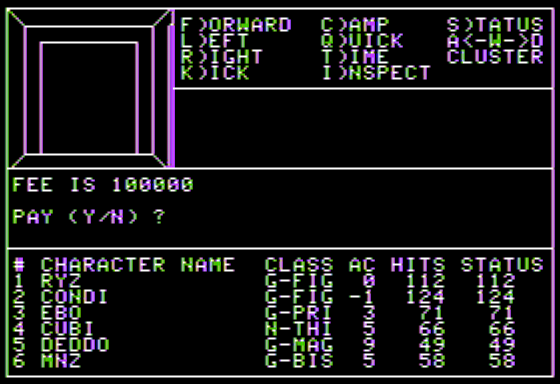 F)ORWARD C)AMP S)TATUS
L)EFT Q)UICK A<-W->D
R)IGHT T)IME CLUSTER
K)ICK I)NSPECT
FEE IS 100000
PAY (Y/N) ?
# CHARACTER NAME CLASS AC HITS STATUS
1 RYZ G-FIG 0 112 112
2 CONDI G-FIG -1 124 124
3 EBO G-PRI 3 71 71
4 CUBI N-THI 5 66 66
5 DEDDO G-MAG 9 49 49
6 MNZ G-BIS 5 58 58